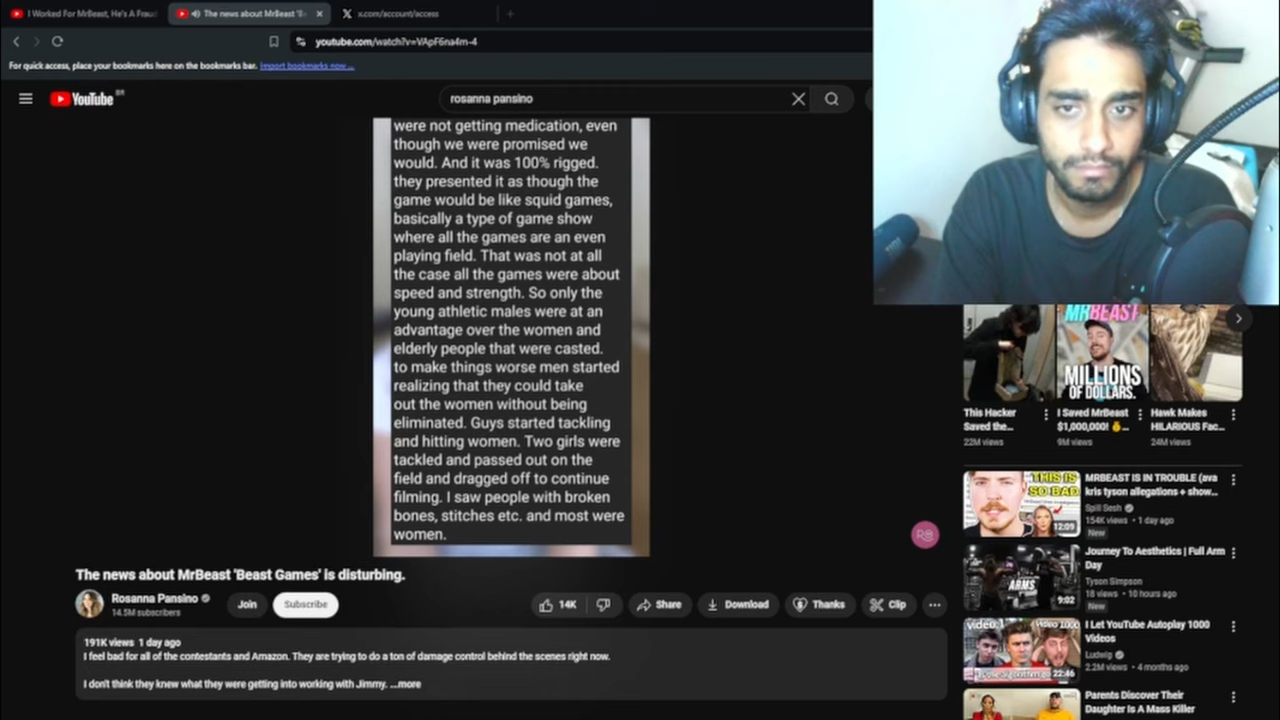 I Worked For MrBeast, He's A Fraud
The news about MrBeast 'B
x.com/account/access
youtube.com/watch?v=VApF6na4m-4
For quick access, place your bookmarks here on the bookmarks bar. Import bookmarks now ...
YouTube BR
rosanna pansino
were not getting medication, even
though we were promised we
would. And it was 100% rigged.
they presented it as though the
game would be like squid games,
basically a type of game show
where all the games are an even
playing field. That was not at all
the case all the games were about
speed and strength. So only the
young athletic males were at an
advantage over the women and
elderly people that were casted.
to make things worse men started
realizing that they could take
out the women without being
eliminated. Guys started tackling
and hitting women. Two girls were
tackled and passed out on the
field and dragged off to continue
filming. I saw people with broken
bones, stitches etc. and most were
women.
The news about MrBeast 'Beast Games' is disturbing.
Rosanna Pansino
14.5M subscribers
Join
Subscribe
14K
Share
Download
Thanks
Clip
191K views 1 day ago
I feel bad for all of the contestants and Amazon. They are trying to do a ton of damage control behind the scenes right now.
I don't think they knew what they were getting into working with Jimmy. ...more
MRBEAST
MILLIONS
OF DOLLARS.
This Hacker
Saved the...
22M views
I Saved MrBeast
$1,000,000!
9M views
Hawk Makes
HILARIOUS Fac...
24M views
THIS IS
SO BAD
12:09
MRBEAST IS IN TROUBLE (ava
kris tyson allegations + show...
Spill Sesh
154K views • 1 day ago
New
ARMS
9:02
Journey To Aesthetics | Full Arm
Day
Tyson Simpson
18 views • 10 hours ago
New
video 1
Video 1000
22:46
I Let YouTube Autoplay 1000
Videos
Ludwig
2.2M views • 4 months ago
Parents Discover Their
Daughter Is A Mass Killer